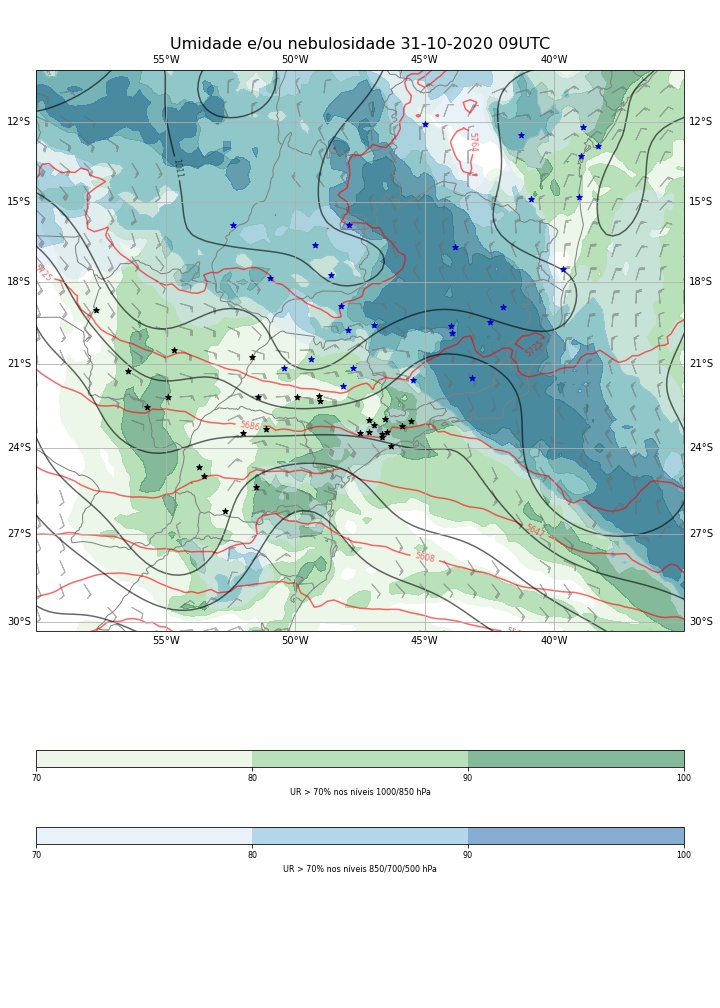 Umidade e/ou nebulosidade 31-10-2020 09UTC
55°W 50°W 45°W 40°W
12°S 12°S
5764
1011
15°S 15°S
18°S 18°S
5725
21°S 21°S
5686
24°S 24°S
27°S 27°S
5647
5608
30°S 30°S
55°W 50°W 45°W 40°W
70 80 90 100
UR > 70% nos níveis 1000/850 hPa
70 80 90 100
UR > 70% nos níveis 850/700/500 hPa